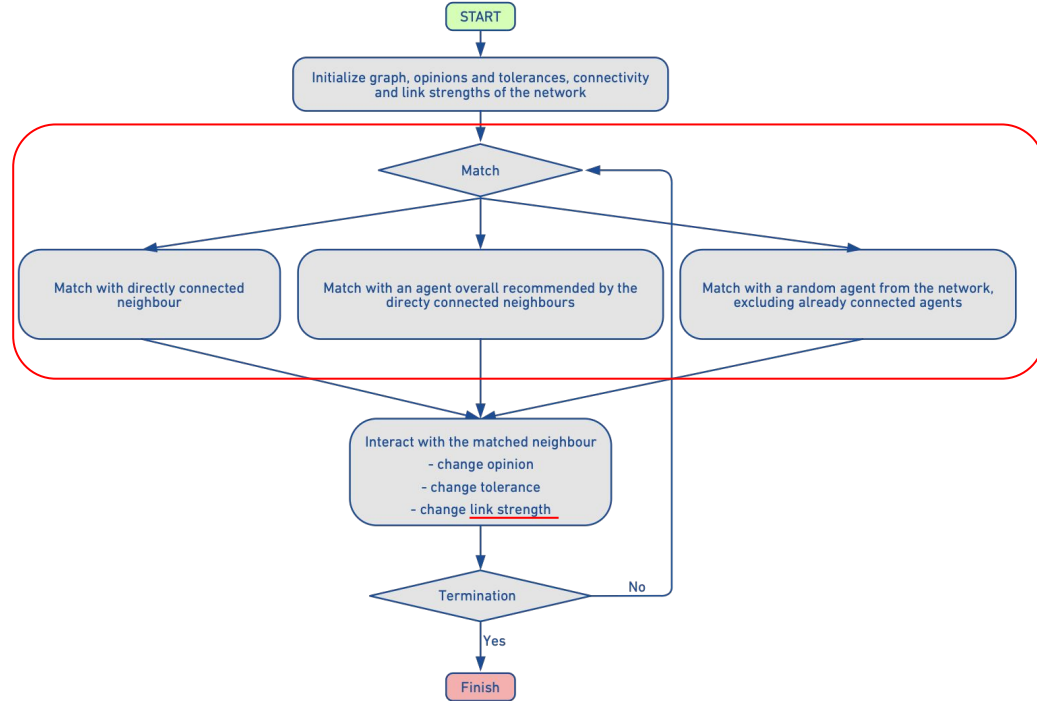 START
Initialize graph, opinions and tolerances, connectivity
and link strengths of the network
Match
Match with directly connected
neighbour
Match with an agent overall recommended by the
directy connected neighbours
Match with a random agent from the network,
excluding already connected agents
Interact with the matched neighbour
- change opinion
- change tolerance
- change link strength
Termination
No
Yes
Finish